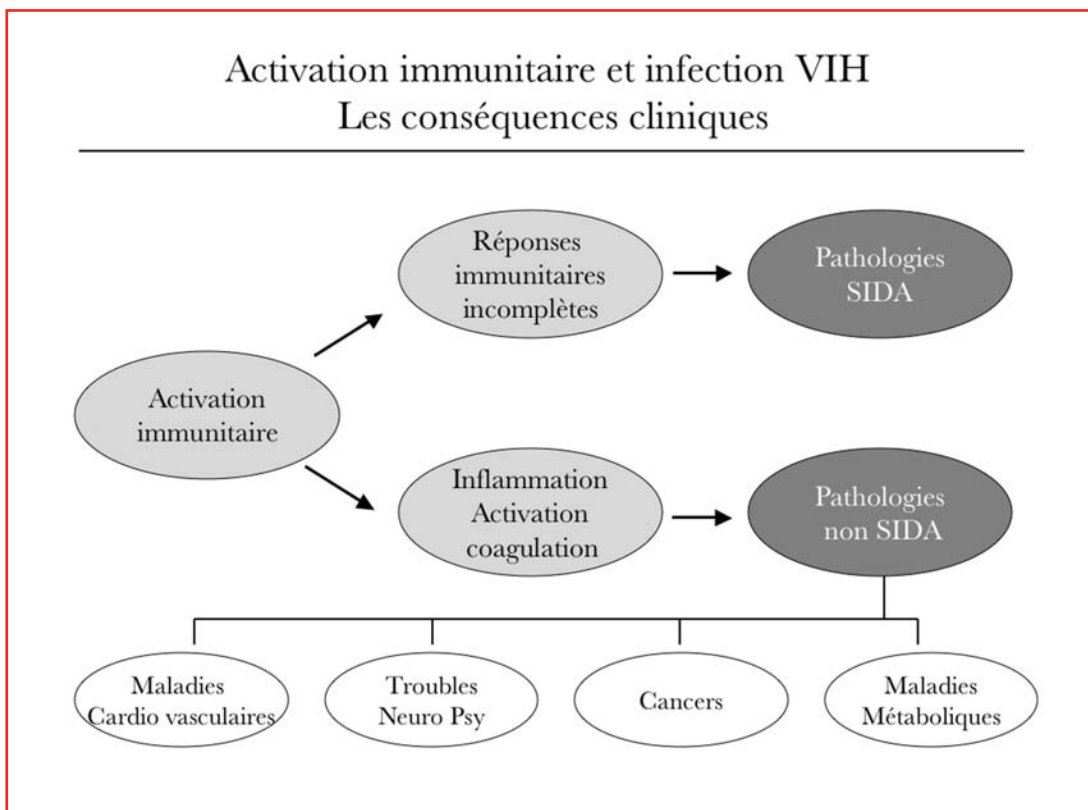 Activation immunitaire et infection VIH
Les conséquences cliniques
Réponses
immunitaires
incomplètes
Pathologies
SIDA
Activation
immunitaire
Inflammation
Activation
coagulation
Pathologies
non SIDA
Maladies
Cardio vasculaires
Troubles
Neuro Psy
Cancers
Maladies
Métaboliques